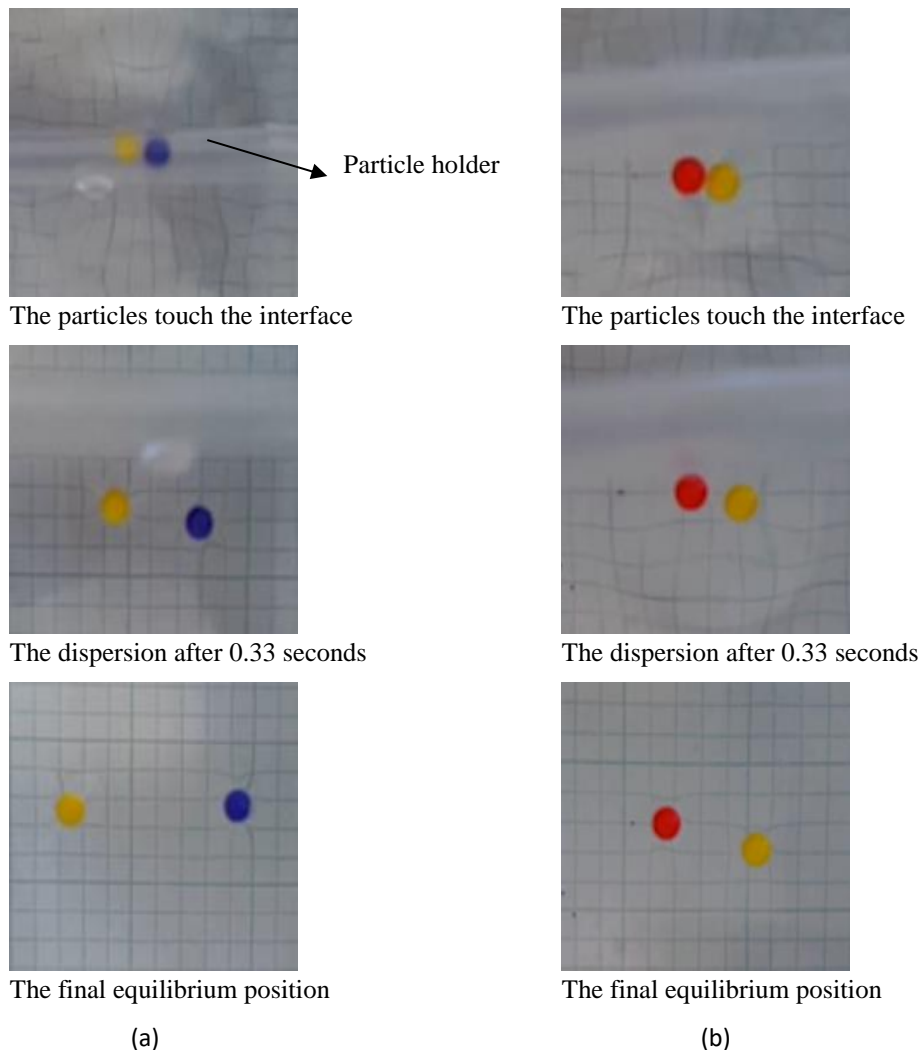 Particle holder
The particles touch the interface
The particles touch the interface
The dispersion after 0.33 seconds
The dispersion after 0.33 seconds
The final equilibrium position
The final equilibrium position
(a)
(b)